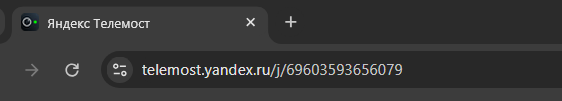 Яндекс Телемост
telemost.yandex.ru/j/69603593656079